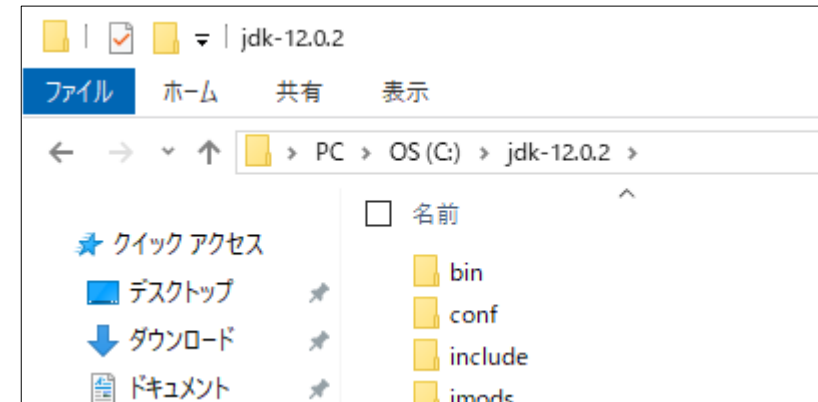 jdk-12.0.2
ファイル ホーム 共有 表示
PC > OS (C:) > jdk-12.0.2 >
名前
クイック アクセス
bin
デスクトップ
conf
ダウンロード
include
ドキュメント
jmods